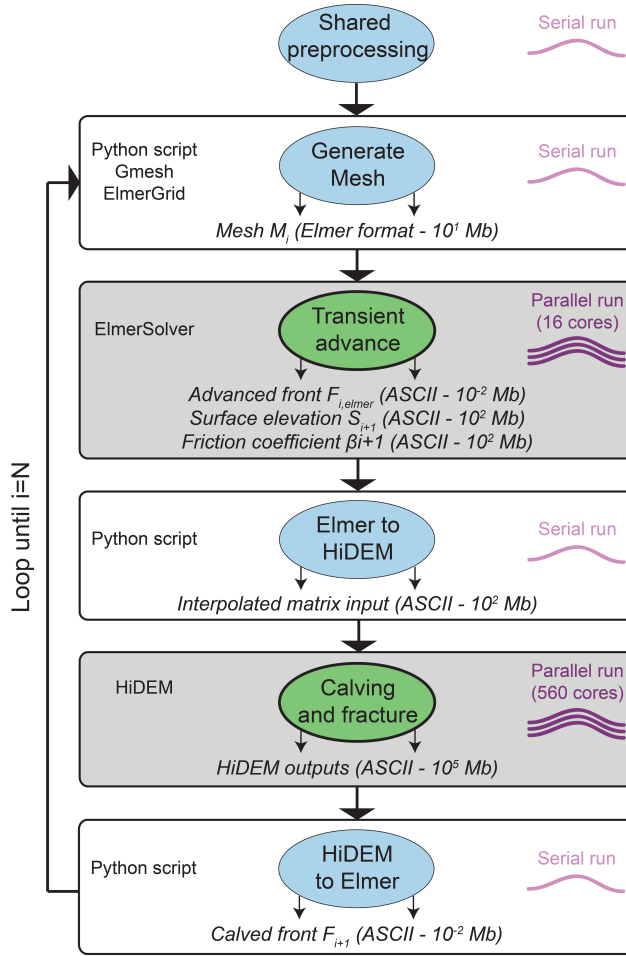 Shared
preprocessing
Serial run
Python script
Gmesh
ElmerGrid
Generate
Mesh
Serial run
Mesh Mᵢ (Elmer format - 10¹ Mb)
ElmerSolver
Transient
advance
Parallel run
(16 cores)
Advanced front Fᵢ,ₑₗₘₑᵣ (ASCII - 10⁻² Mb)
Surface elevation Sᵢ₊₁ (ASCII - 10² Mb)
Friction coefficient βi+1 (ASCII - 10² Mb)
Loop until i=N
Python script
Elmer to
HiDEM
Serial run
Interpolated matrix input (ASCII - 10² Mb)
HiDEM
Calving
and fracture
Parallel run
(560 cores)
HiDEM outputs (ASCII - 10⁵ Mb)
Python script
HiDEM
to Elmer
Serial run
Calved front Fᵢ₊₁ (ASCII - 10⁻² Mb)